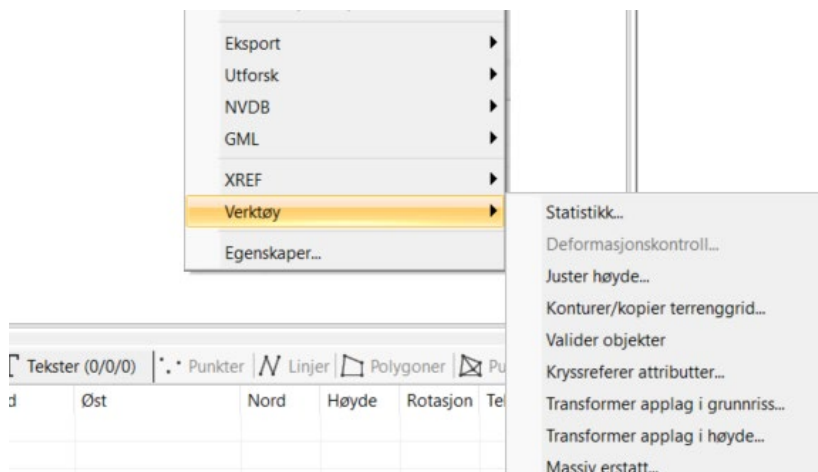 Eksport
Utforsk
NVDB
GML
XREF
Verktøy
Egenskaper...
Statistikk...
Deformasjonskontroll...
Juster høyde...
Konturer/kopier terrenggrid...
Valider objekter
Kryssreferer attributter...
Transformer applag i grunnriss...
Transformer applag i høyde...
Massiv erstatt...
Tekster (0/0/0) Punkter Linjer Polygoner
Øst Nord Høyde Rotasjon